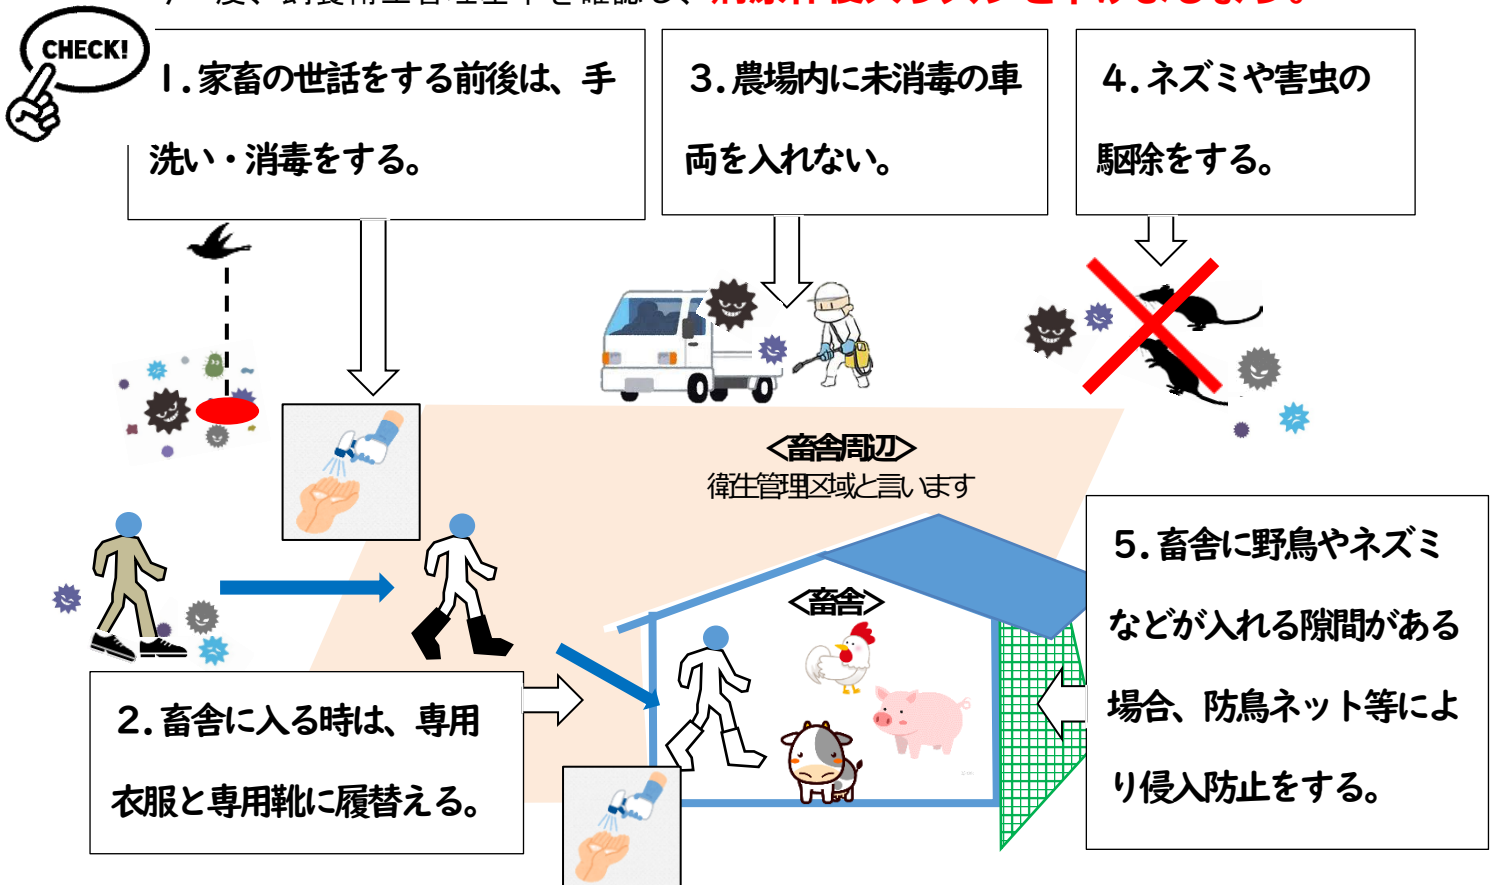 CHECK!
1.家畜の世話をする前後は、手
洗い・消毒をする。
3.農場内に未消毒の車
両を入れない。
4.ネズミや害虫の
駆除をする。
<畜舎周辺>
衛生管理区域と言います
<畜舎>
2.畜舎に入る時は、専用
衣服と専用靴に履替える。
5.畜舎に野鳥やネズミ
などが入れる隙間がある
場合、防鳥ネット等によ
り侵入防止をする。